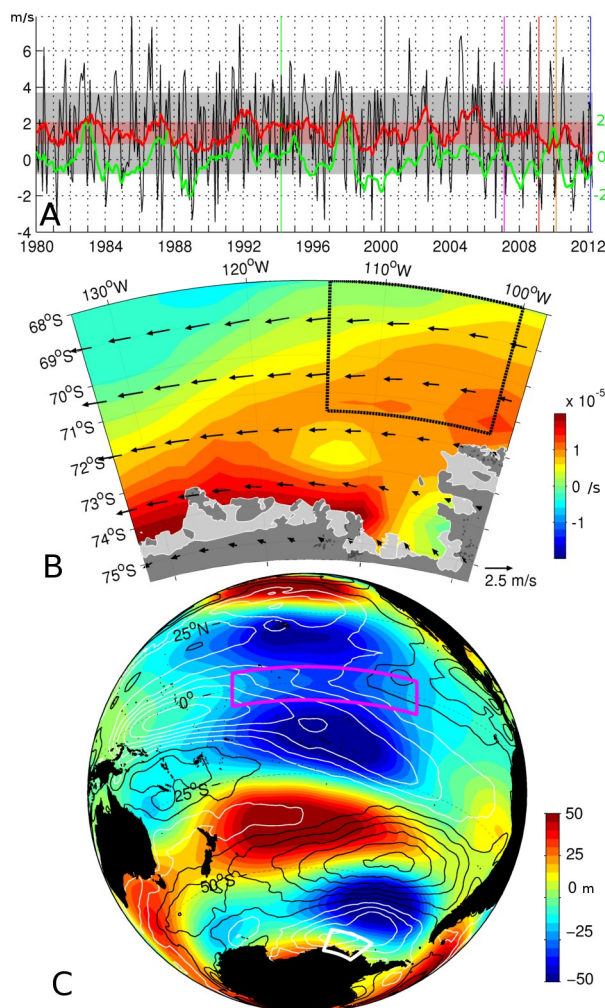 m/s
8
6
4
2
0
-2
-4
2
0
-2
A
1980 1984 1988 1992 1996 2000 2004 2008 2012
130°W 120°W 110°W 100°W
68°S
69°S
70°S
71°S
72°S
73°S
74°S
75°S
x 10⁻⁵
1
0 /s
-1
B
2.5 m/s
25°N
0°
25°S
50°S
50
25
0 m
-25
-50
C